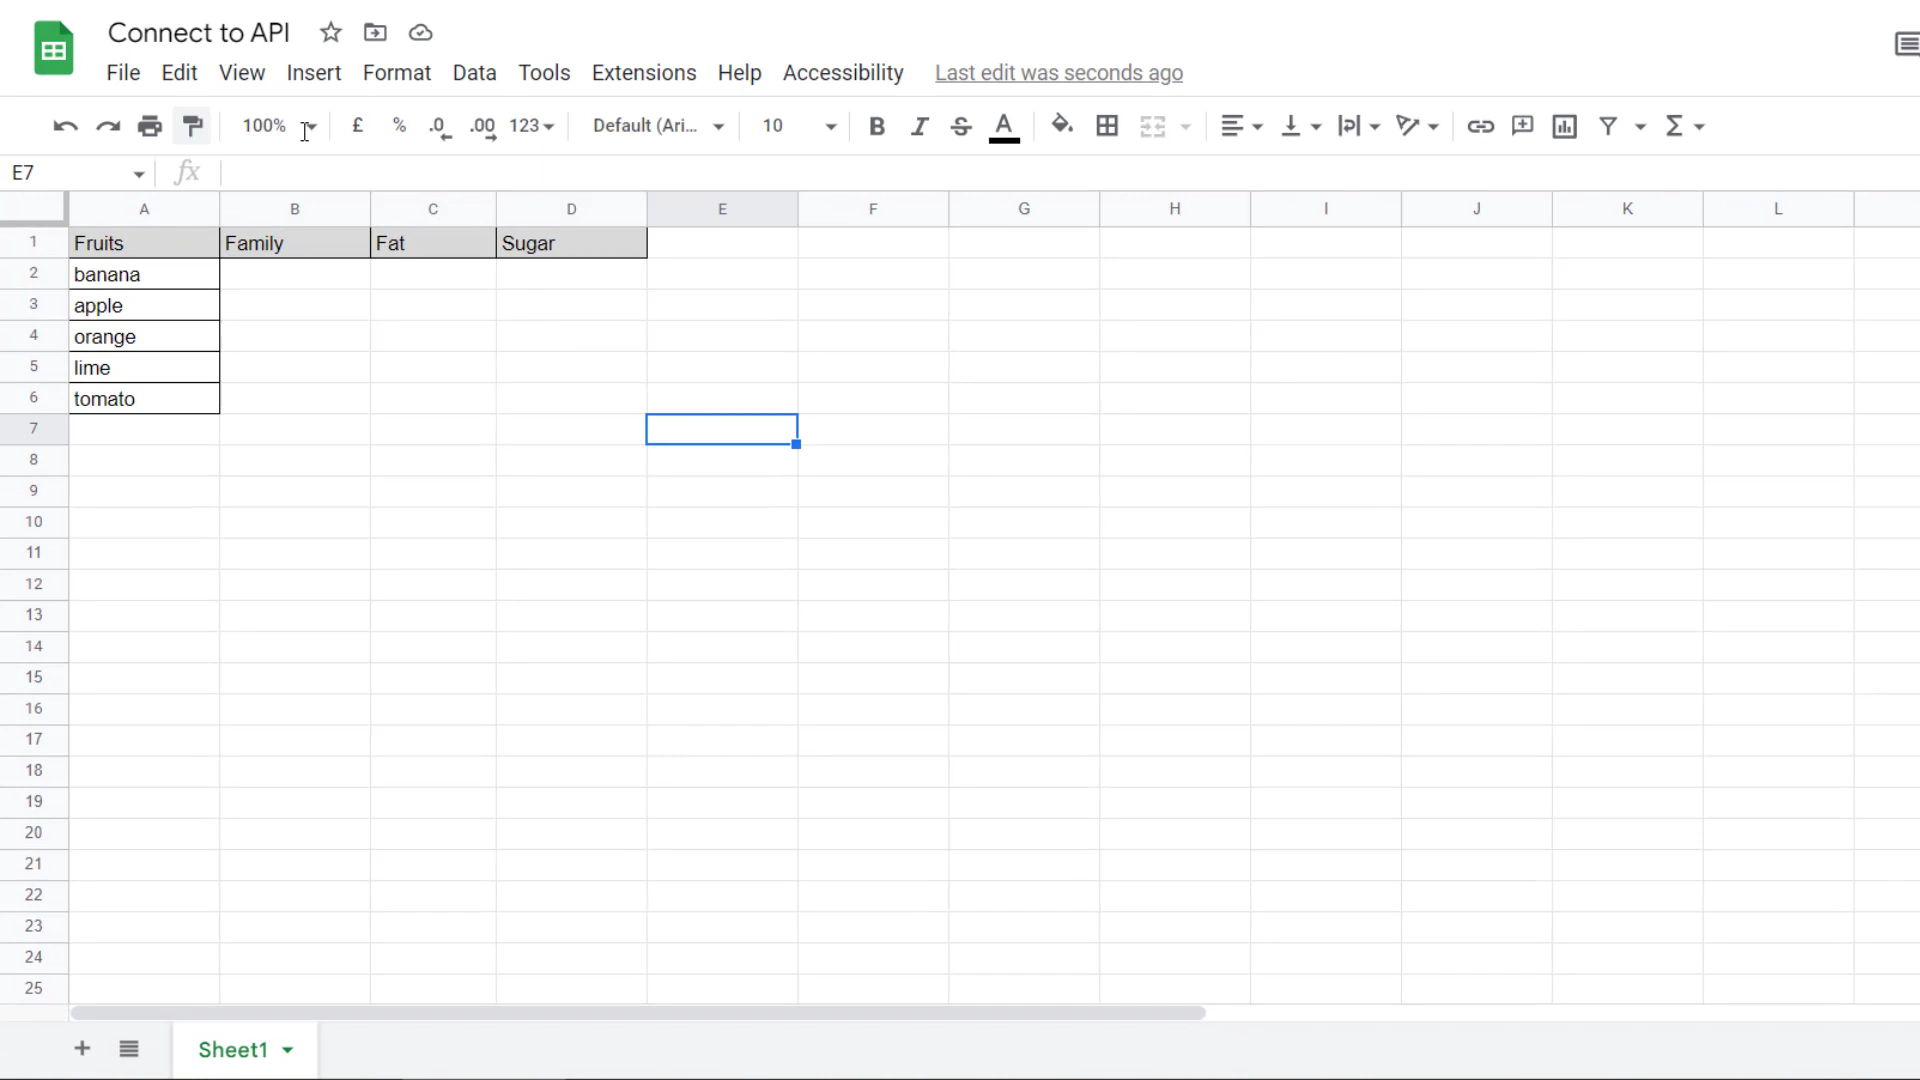 Connect to API
File Edit View Insert Format Data Tools Extensions Help Accessibility Last edit was seconds ago
100% £ % .0 .00 123 Default (Ari... 10 B I S A
E7 fx
A B C D E F G H I J K L
1 Fruits Family Fat Sugar
2 banana
3 apple
4 orange
5 lime
6 tomato
7
8
9
10
11
12
13
14
15
16
17
18
19
20
21
22
23
24
25
Sheet1